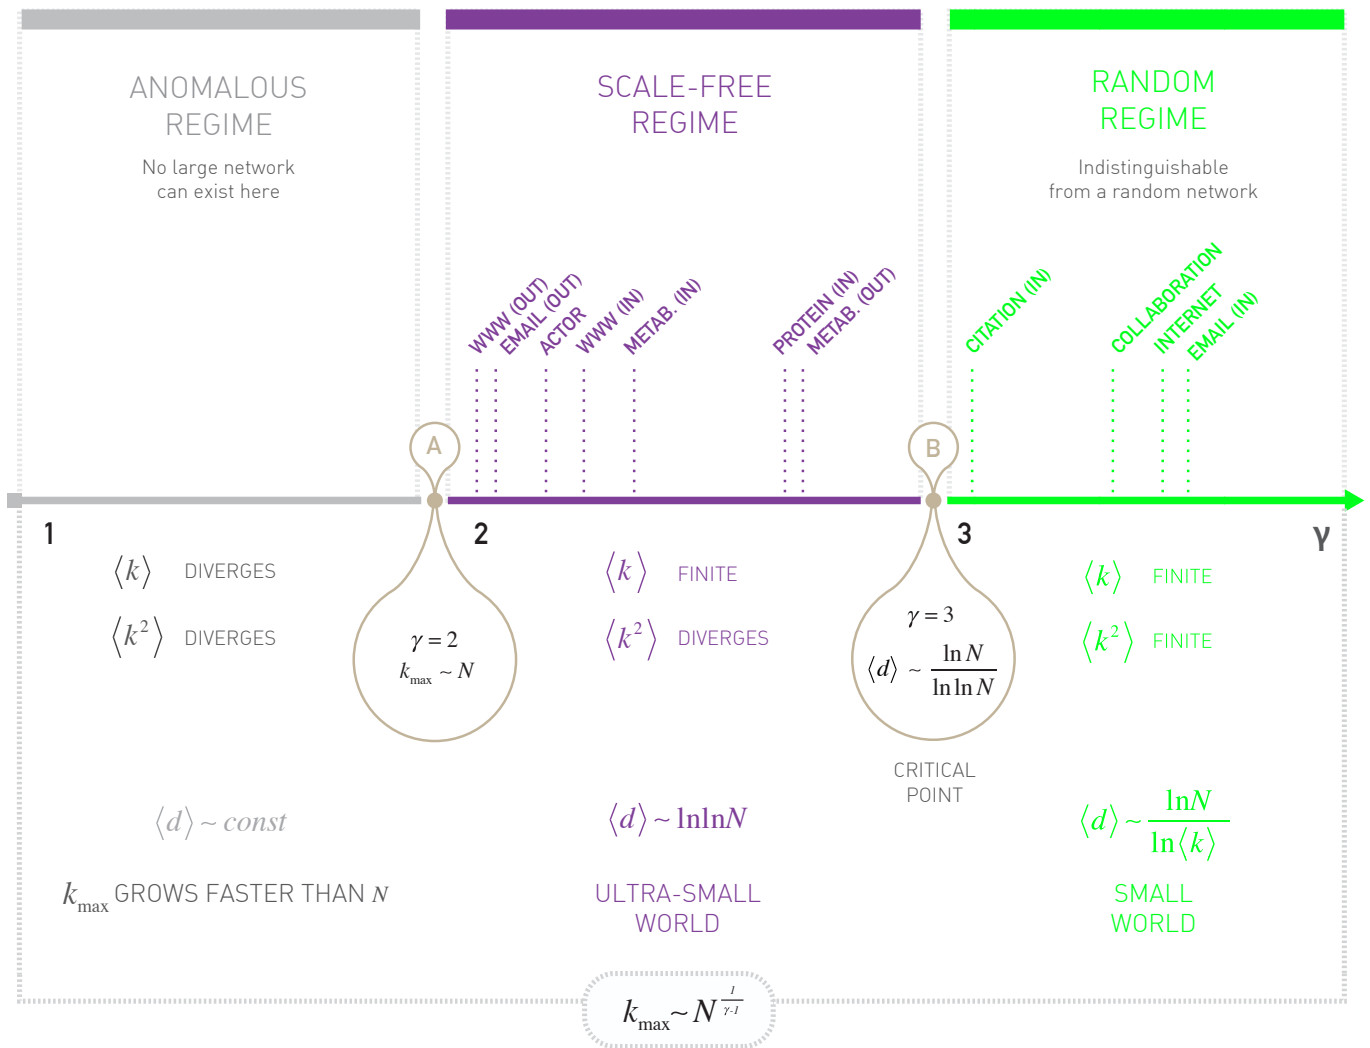 ANOMALOUS
REGIME
No large network
can exist here
SCALE-FREE
REGIME
RANDOM
REGIME
Indistinguishable
from a random network
WWW (OUT)
EMAIL (OUT)
ACTOR
WWW (IN)
METAB. (IN)
PROTEIN (IN)
METAB. (OUT)
CITATION (IN)
COLLABORATION
INTERNET
EMAIL (IN)
A
B
1
2
3
γ
⟨k⟩ DIVERGES
⟨k²⟩ DIVERGES
γ = 2
k_max ~ N
⟨k⟩ FINITE
⟨k²⟩ DIVERGES
γ = 3
⟨d⟩ ~ ln N / ln ln N
CRITICAL
POINT
⟨k⟩ FINITE
⟨k²⟩ FINITE
⟨d⟩ ~ const
k_max GROWS FASTER THAN N
⟨d⟩ ~ lnlnN
ULTRA-SMALL
WORLD
⟨d⟩ ~ lnN / ln⟨k⟩
SMALL
WORLD
k_max ~ N^(1/(γ-1))